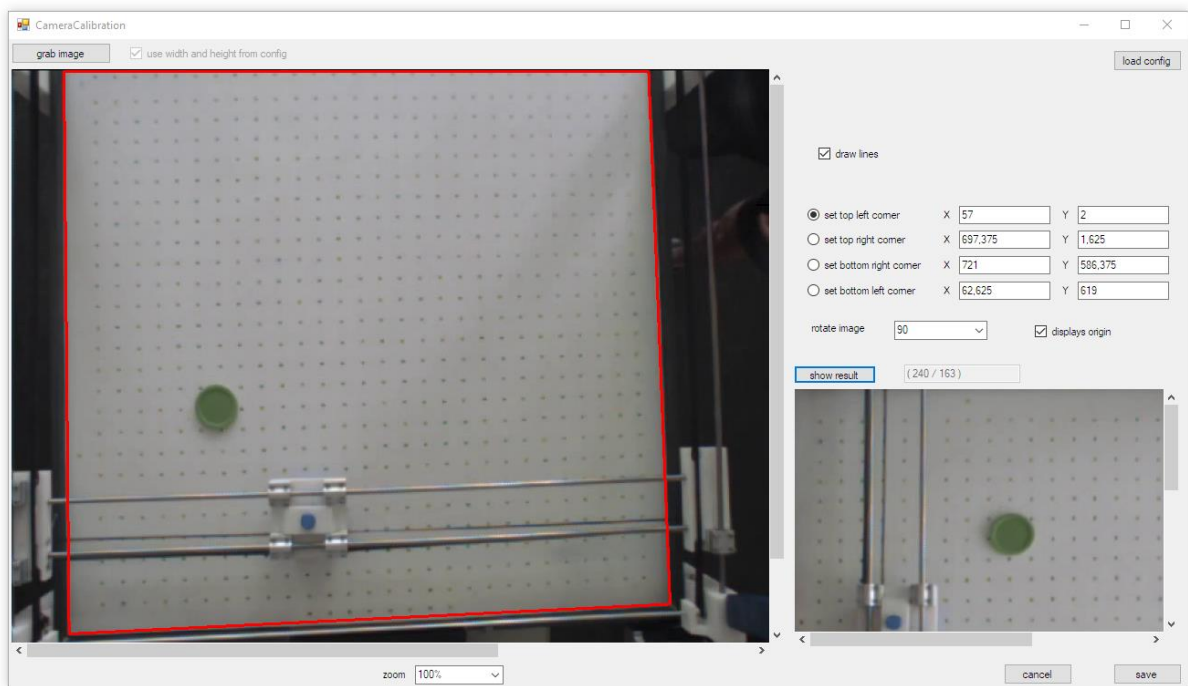 CameraCalibration
grab image
use width and height from config
load config
draw lines
set top left corner X 57 Y 2
set top right corner X 697,375 Y 1,625
set bottom right corner X 721 Y 586,375
set bottom left corner X 62,625 Y 619
rotate image 90 displays origin
show result ( 240 / 163 )
zoom 100%
cancel save